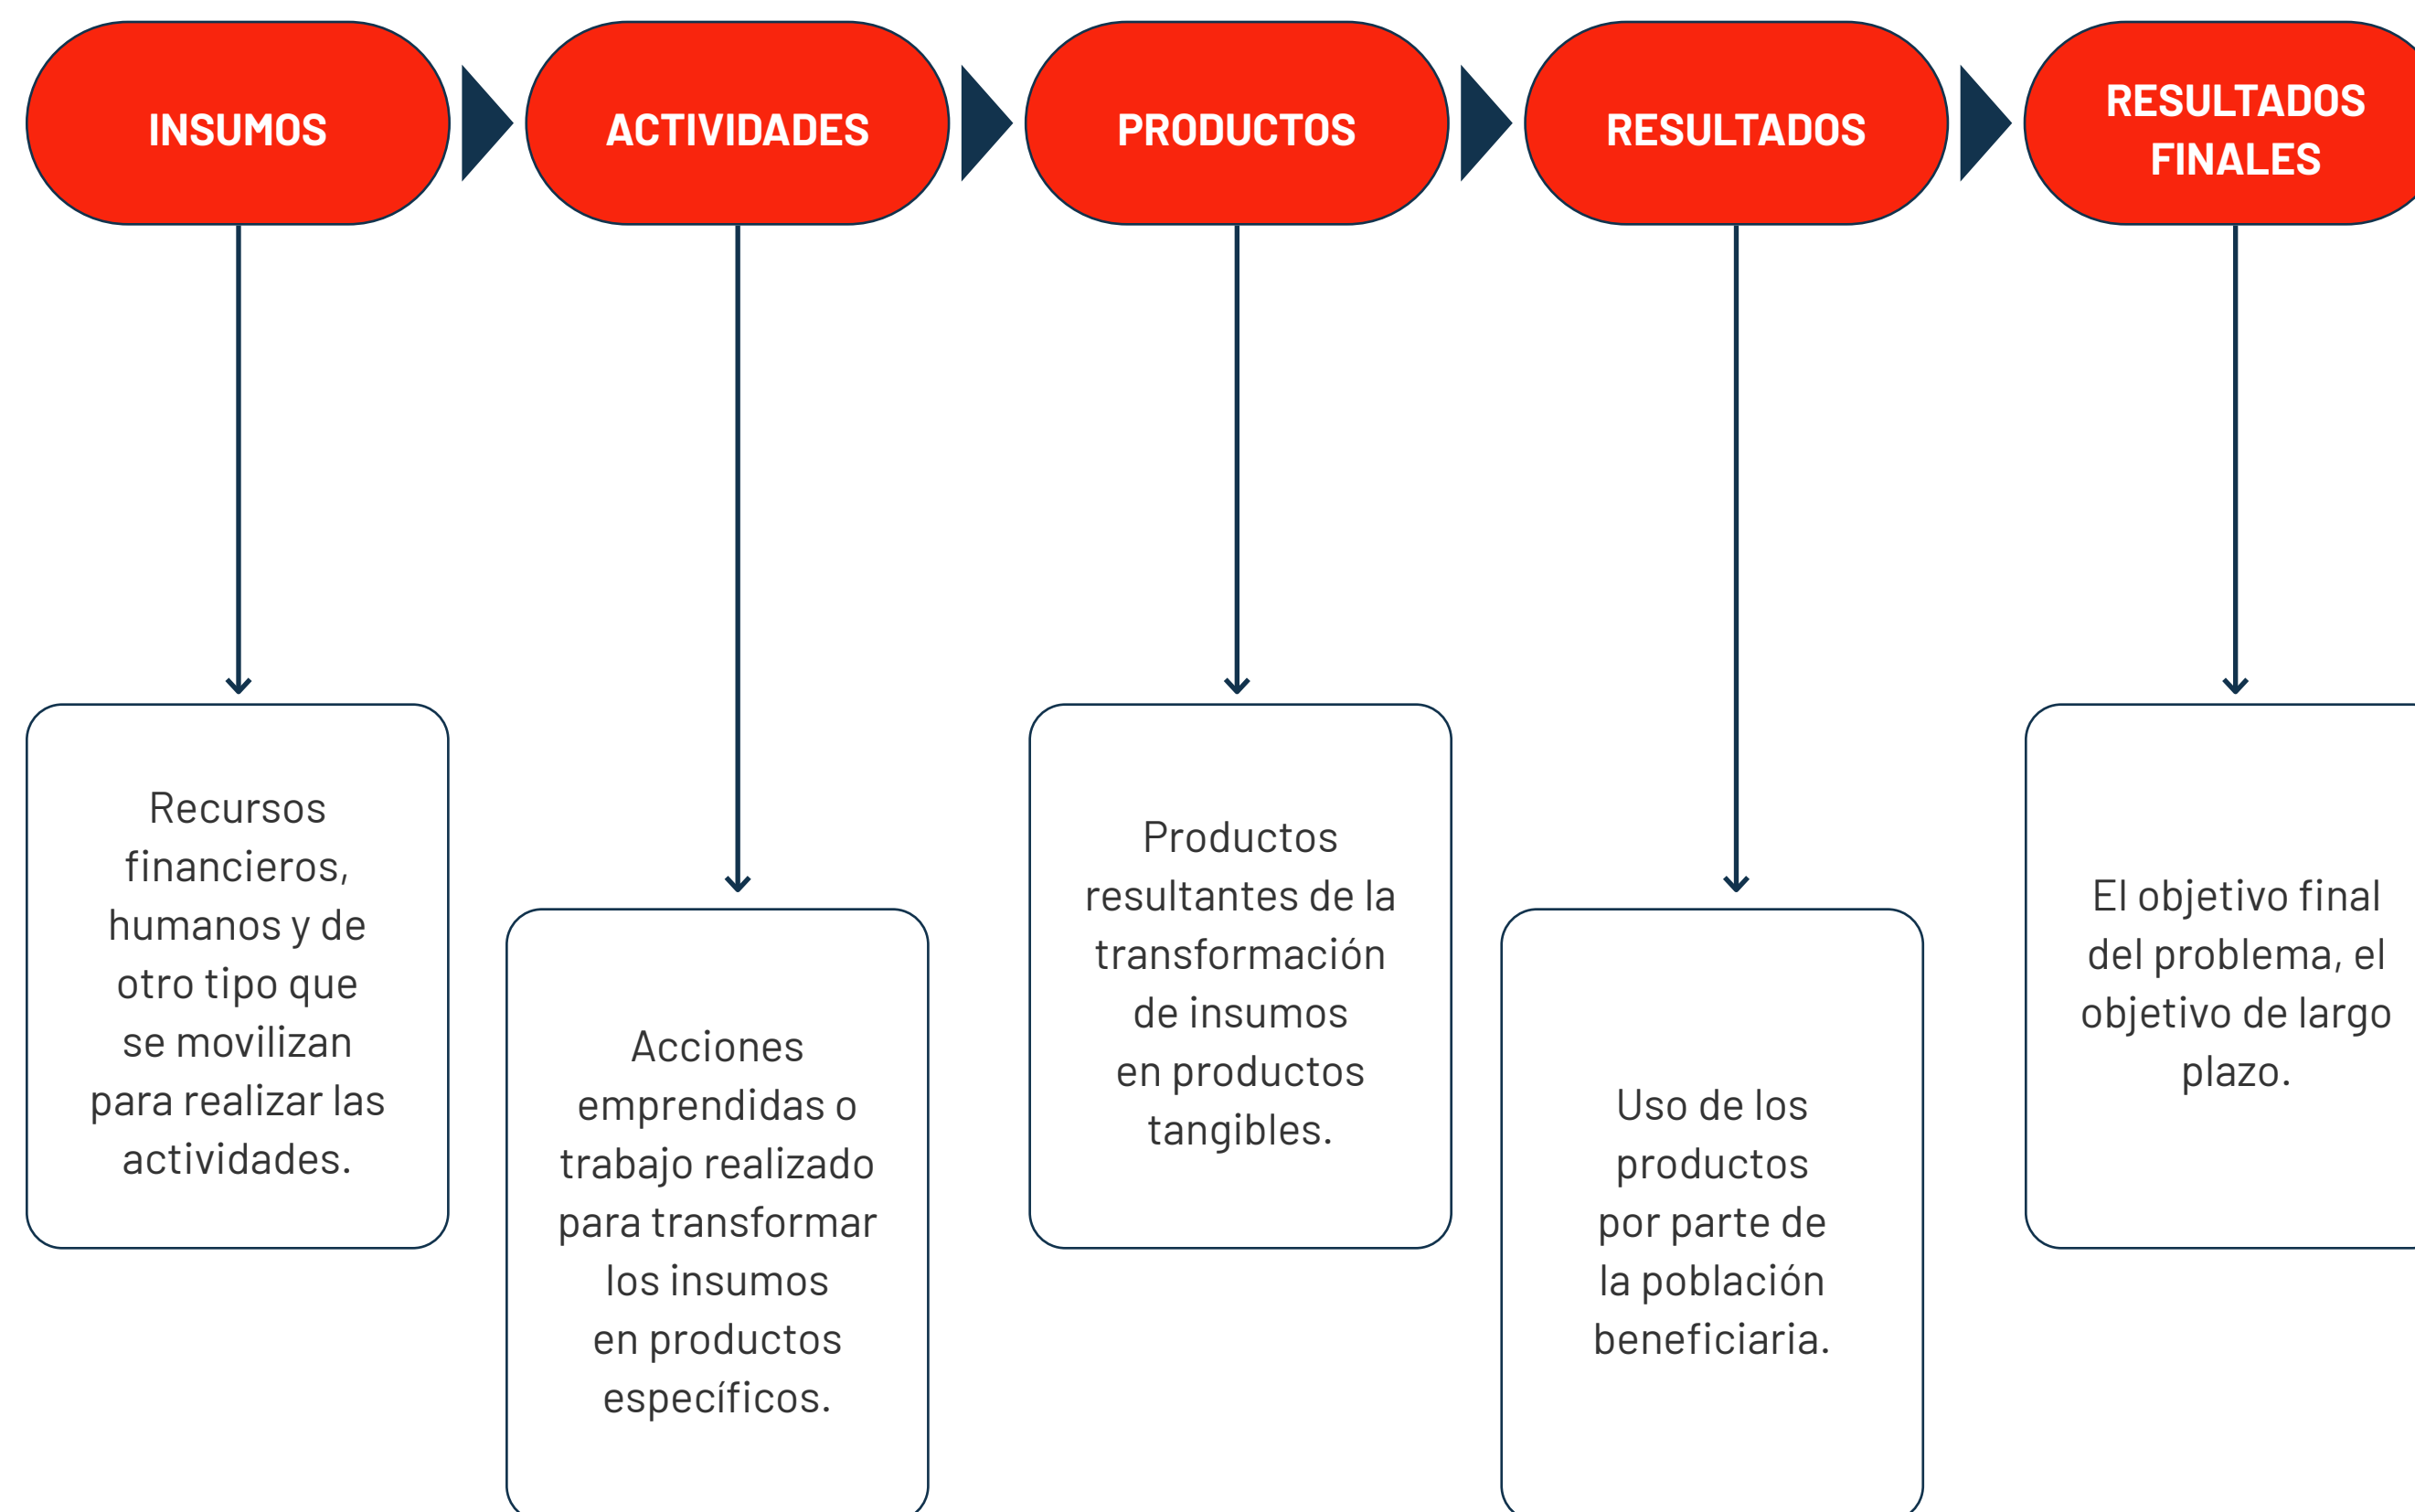 INSUMOS
ACTIVIDADES
PRODUCTOS
RESULTADOS
RESULTADOS
FINALES
Recursos
financieros,
humanos y de
otro tipo que
se movilizan
para realizar las
actividades.
Acciones
emprendidas o
trabajo realizado
para transformar
los insumos
en productos
específicos.
Productos
resultantes de la
transformación
de insumos
en productos
tangibles.
Uso de los
productos
por parte de
la población
beneficiaria.
El objetivo final
del problema, el
objetivo de largo
plazo.